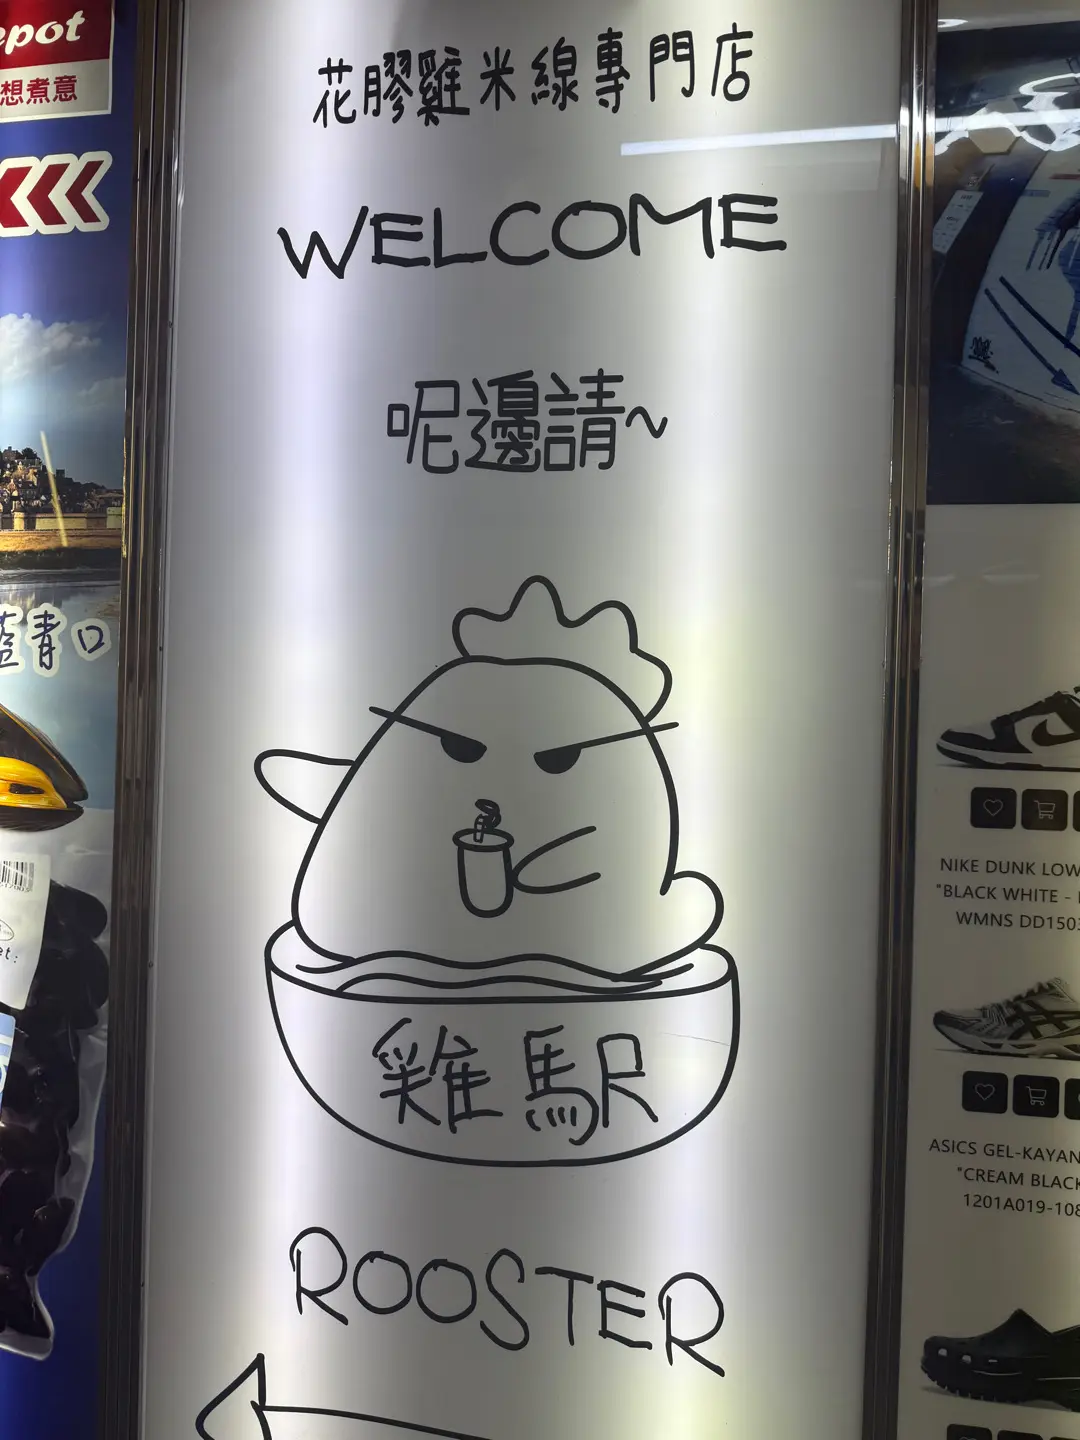 epot
想煮意
藍青口
花膠雞米線專門店
WELCOME
呢邊請~
雞馹
ROOSTER
NIKE DUNK LOW
"BLACK WHITE -
WMNS DD1503
ASICS GEL-KAYAN
"CREAM BLACK
1201A019-108